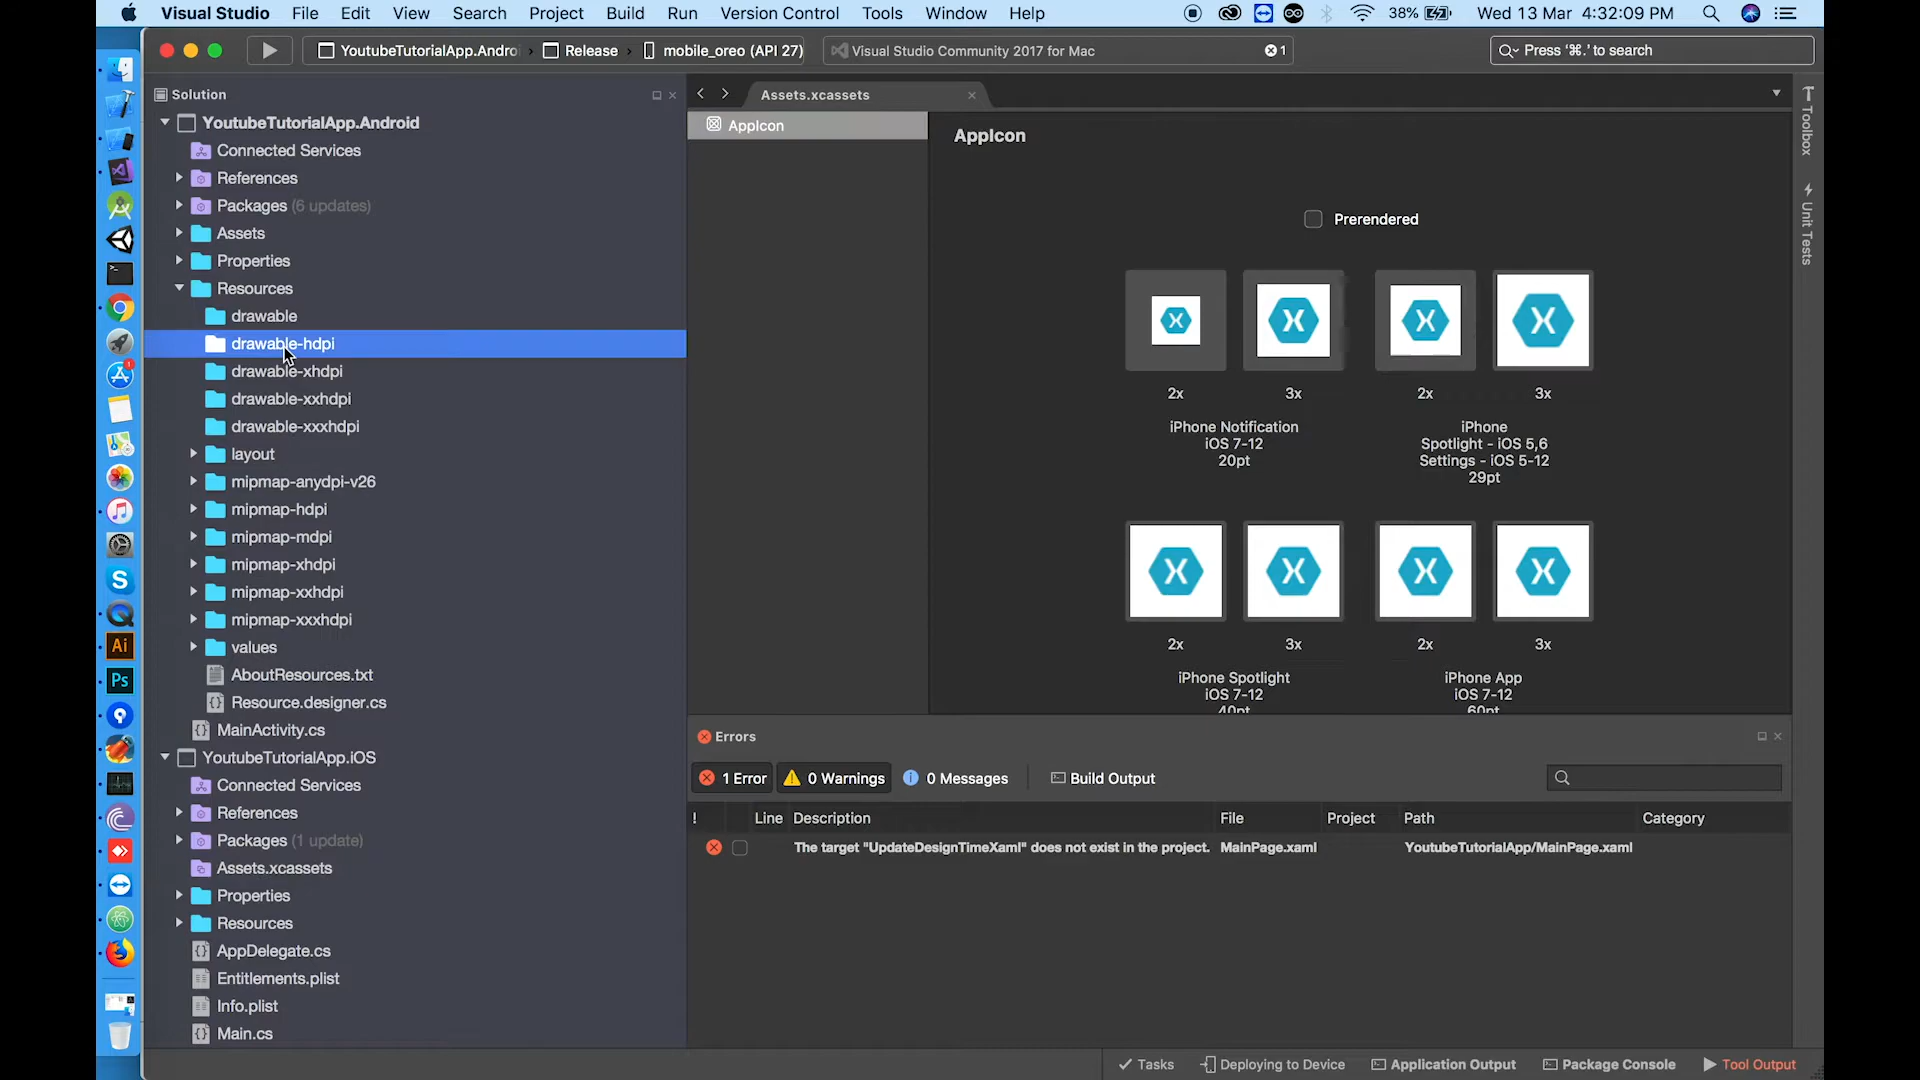 Visual Studio File Edit View Search Project Build Run Version Control Tools Window Help 38% Wed 13 Mar 4:32:09 PM
YoutubeTutorialApp.Androi › Release › mobile_oreo (API 27) Visual Studio Community 2017 for Mac 1 Press '⌘.' to search
Solution
YoutubeTutorialApp.Android
Connected Services
References
Packages (6 updates)
Assets
Properties
Resources
drawable
drawable-hdpi
drawable-xhdpi
drawable-xxhdpi
drawable-xxxhdpi
layout
mipmap-anydpi-v26
mipmap-hdpi
mipmap-mdpi
mipmap-xhdpi
mipmap-xxhdpi
mipmap-xxxhdpi
values
AboutResources.txt
Resource.designer.cs
MainActivity.cs
YoutubeTutorialApp.iOS
Connected Services
References
Packages (1 update)
Assets.xcassets
Properties
Resources
AppDelegate.cs
Entitlements.plist
Info.plist
Main.cs
Assets.xcassets
AppIcon
AppIcon
Prerendered
2x 3x 2x 3x
iPhone Notification
iOS 7-12
20pt
iPhone
Spotlight - iOS 5,6
Settings - iOS 5-12
29pt
2x 3x 2x 3x
iPhone Spotlight
iOS 7-12
40pt
iPhone App
iOS 7-12
60pt
Toolbox
Unit Tests
Errors
1 Error 0 Warnings 0 Messages Build Output
! Line Description File Project Path Category
The target "UpdateDesignTimeXaml" does not exist in the project. MainPage.xaml YoutubeTutorialApp/MainPage.xaml
Tasks Deploying to Device Application Output Package Console Tool Output
S
Ai
Ps
1